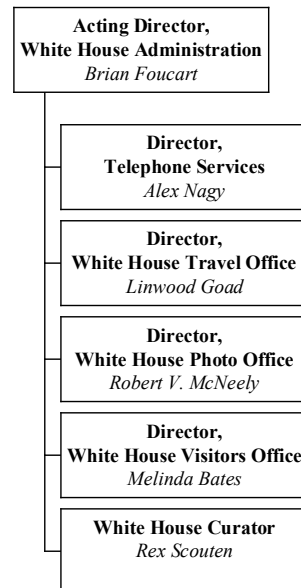 Acting Director,
White House Administration
Brian Foucart
Director,
Telephone Services
Alex Nagy
Director,
White House Travel Office
Linwood Goad
Director,
White House Photo Office
Robert V. McNeely
Director,
White House Visitors Office
Melinda Bates
White House Curator
Rex Scouten